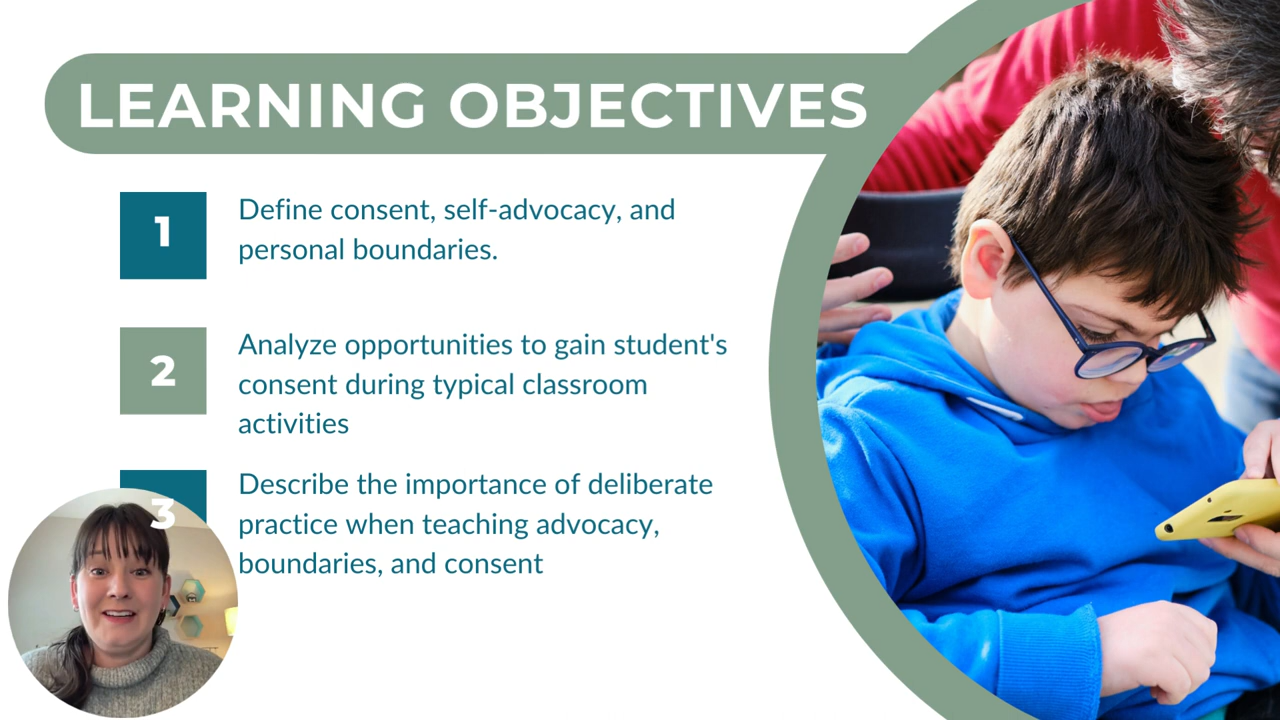 LEARNING OBJECTIVES
1
Define consent, self-advocacy, and
personal boundaries.
2
Analyze opportunities to gain student's
consent during typical classroom
activities
3
Describe the importance of deliberate
practice when teaching advocacy,
boundaries, and consent